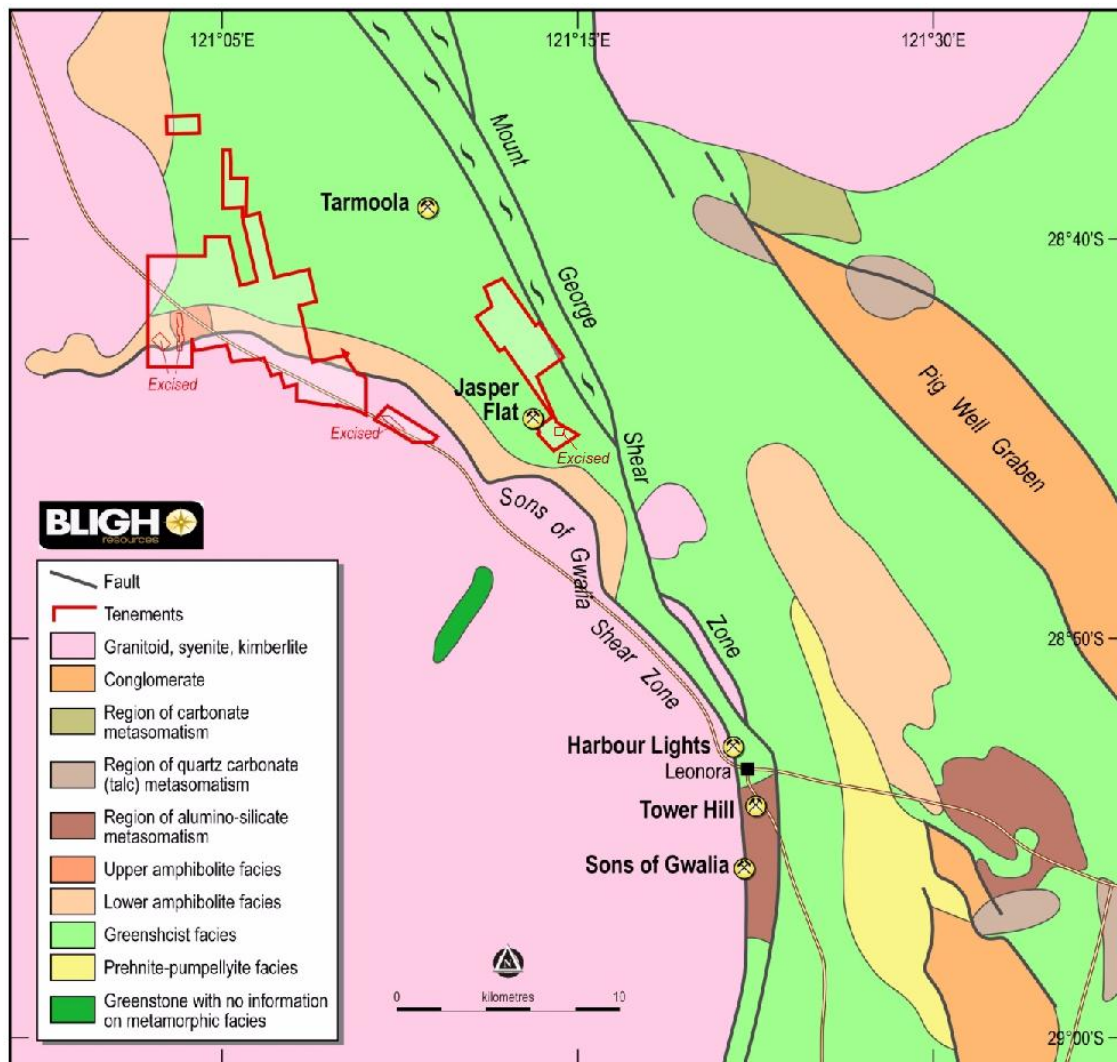 121°05'E
121°15'E
121°30'E
Mount
George
Shear
Zone
Tarmoola
28°40'S
Pig Well Graben
Excised
Jasper
Flat
Excised
Excised
Sons of Gwalia
Shear Zone
BLIGH
resources
Fault
Tenements
Granitoid, syenite, kimberlite
Conglomerate
Region of carbonate
metasomatism
Region of quartz carbonate
(talc) metasomatism
Region of alumino-silicate
metasomatism
Upper amphibolite facies
Lower amphibolite facies
Greenshcist facies
Prehnite-pumpellyite facies
Greenstone with no information
on metamorphic facies
28°50'S
Harbour Lights
Leonora
Tower Hill
Sons of Gwalia
N
0 kilometres 10
29°00'S